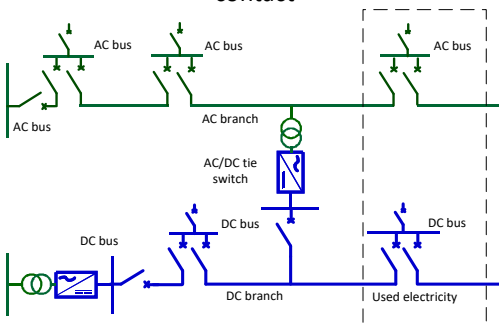 contact
AC bus
AC bus
AC bus
AC bus
AC branch
AC/DC tie
switch
DC bus
DC bus
DC bus
DC branch
Used electricity